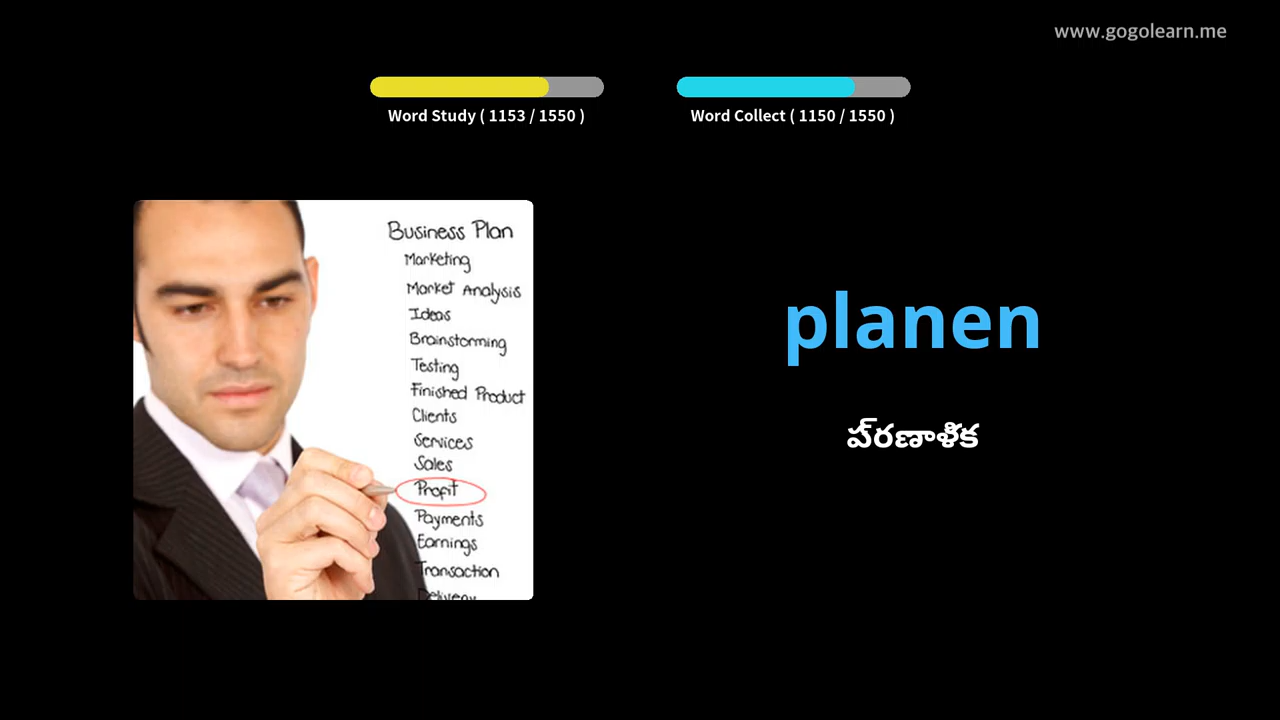 www.gogolearn.me
Word Study ( 1153 / 1550 )
Word Collect ( 1150 / 1550 )
Business Plan
Marketing
Market Analysis
Ideas
Brainstorming
Testing
Finished Product
Clients
Services
Sales
Profit
Payments
Earnings
Transaction
Delivery
planen
ప్రణాళిక